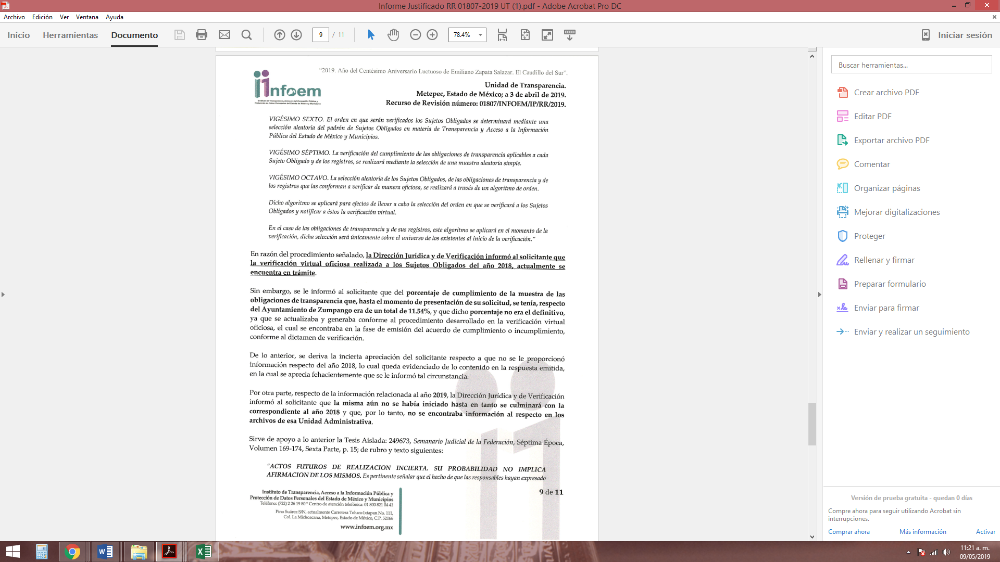 Informe Justificado RR 01807-2019 UT (1).pdf - Adobe Acrobat Pro DC
Archivo Edición Ver Ventana Ayuda
Inicio Herramientas Documento 9 / 11 78.4% Iniciar sesión
"2019. Año del Centésimo Aniversario Luctuoso de Emiliano Zapata Salazar. El Caudillo del Sur".
infoem
Instituto de Transparencia, Acceso a la Información Pública y
Protección de Datos Personales del Estado de México y Municipios
Unidad de Transparencia.
Metepec, Estado de México; a 3 de abril de 2019.
Recurso de Revisión número: 01807/INFOEM/IP/RR/2019.
VIGÉSIMO SEXTO. El orden en que serán verificados los Sujetos Obligados se determinará mediante una
selección aleatoria del padrón de Sujetos Obligados en materia de Transparencia y Acceso a la Información
Pública del Estado de México y Municipios.
VIGÉSIMO SÉPTIMO. La verificación del cumplimiento de las obligaciones de transparencia aplicables a cada
Sujeto Obligado y de los registros, se realizará mediante la selección de una muestra aleatoria simple.
VIGÉSIMO OCTAVO. La selección aleatoria de los Sujetos Obligados, de las obligaciones de transparencia y de
los registros que las conforman a verificar de manera oficiosa, se realizará a través de un algoritmo de orden.
Dicho algoritmo se aplicará para efectos de llevar a cabo la selección del orden en que se verificará a los Sujetos
Obligados y notificar a éstos la verificación virtual.
En el caso de las obligaciones de transparencia y de sus registros, este algoritmo se aplicará en el momento de la
verificación, dicha selección será únicamente sobre el universo de los existentes al inicio de la verificación."
En razón del procedimiento señalado, la Dirección Jurídica y de Verificación informó al solicitante que
la verificación virtual oficiosa realizada a los Sujetos Obligados del año 2018, actualmente se
encuentra en trámite.
Sin embargo, se le informó al solicitante que del porcentaje de cumplimiento de la muestra de las
obligaciones de transparencia que, hasta el momento de presentación de su solicitud, se tenía, respecto
del Ayuntamiento de Zumpango era de un total de 11.54%, y que dicho porcentaje no era el definitivo,
ya que se actualizaba y generaba conforme al procedimiento desarrollado en la verificación virtual
oficiosa, el cual se encontraba en la fase de emisión del acuerdo de cumplimiento o incumplimiento,
conforme al dictamen de verificación.
De lo anterior, se deriva la incierta apreciación del solicitante respecto a que no se le proporcionó
información respecto del año 2018, lo cual queda evidenciado de lo contenido en la respuesta emitida,
en la cual se aprecia fehacientemente que se le informó tal circunstancia.
Por otra parte, respecto de la información relacionada al año 2019, la Dirección Jurídica y de Verificación
informó al solicitante que la misma aún no se había iniciado hasta en tanto se culminará con la
correspondiente al año 2018 y que, por lo tanto, no se encontraba información al respecto en los
archivos de esa Unidad Administrativa.
Sirve de apoyo a lo anterior la Tesis Aislada: 249673, Semanario Judicial de la Federación, Séptima Época,
Volumen 169-174, Sexta Parte, p. 15; de rubro y texto siguientes:
"ACTOS FUTUROS DE REALIZACION INCIERTA. SU PROBABILIDAD NO IMPLICA
AFIRMACION DE LOS MISMOS. Es pertinente señalar que el hecho de que las responsables hayan expresado
9 de 11
Instituto de Transparencia, Acceso a la Información Pública y
Protección de Datos Personales del Estado de México y Municipios
Teléfono: (722) 2 26 19 80 * Centro de atención telefónica: 01 800 821 04 41
Pino Suárez S/N, actualmente Carretera Toluca-Ixtapan No. 111,
Col. La Michoacana, Metepec, Estado de México, C.P. 52166
www.infoem.org.mx
Buscar herramientas...
Crear archivo PDF
Editar PDF
Exportar archivo PDF
Comentar
Organizar páginas
Mejorar digitalizaciones
Proteger
Rellenar y firmar
Preparar formulario
Enviar para firmar
Enviar y realizar un seguimiento
Versión de prueba gratuita - quedan 0 días
Compre ahora para seguir utilizando Acrobat sin
interrupciones.
Comprar ahora Más información Activar
11:21 a. m.
09/05/2019